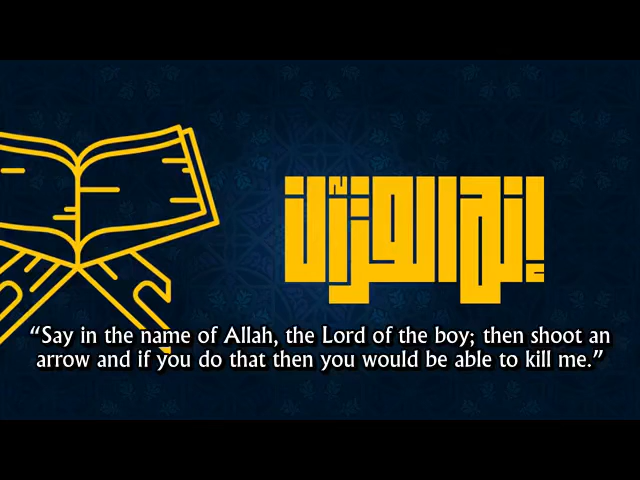 إنه القرآن
“Say in the name of Allah, the Lord of the boy; then shoot an
arrow and if you do that then you would be able to kill me.”